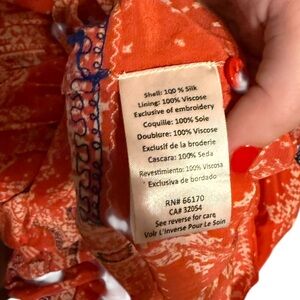 Shell: 100 % Silk
Lining: 100% Viscose
Exclusive of embroidery
Coquille: 100% Soie
Doublure: 100% Viscose
Exclusif de la broderie
Cascara: 100% Seda
Revestimiento: 100% Viscosa
Exclusivo de bordado
RN# 66170
CA# 32054
See reverse for care
Voir L'Inverse Pour Le Soin